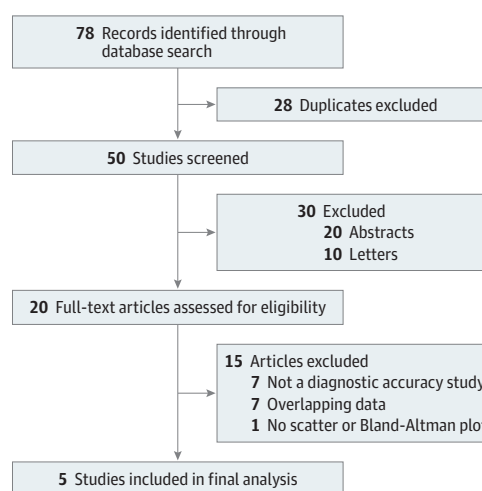 78 Records identified through
database search
28 Duplicates excluded
50 Studies screened
30 Excluded
20 Abstracts
10 Letters
20 Full-text articles assessed for eligibility
15 Articles excluded
7 Not a diagnostic accuracy study
7 Overlapping data
1 No scatter or Bland-Altman plo
5 Studies included in final analysis